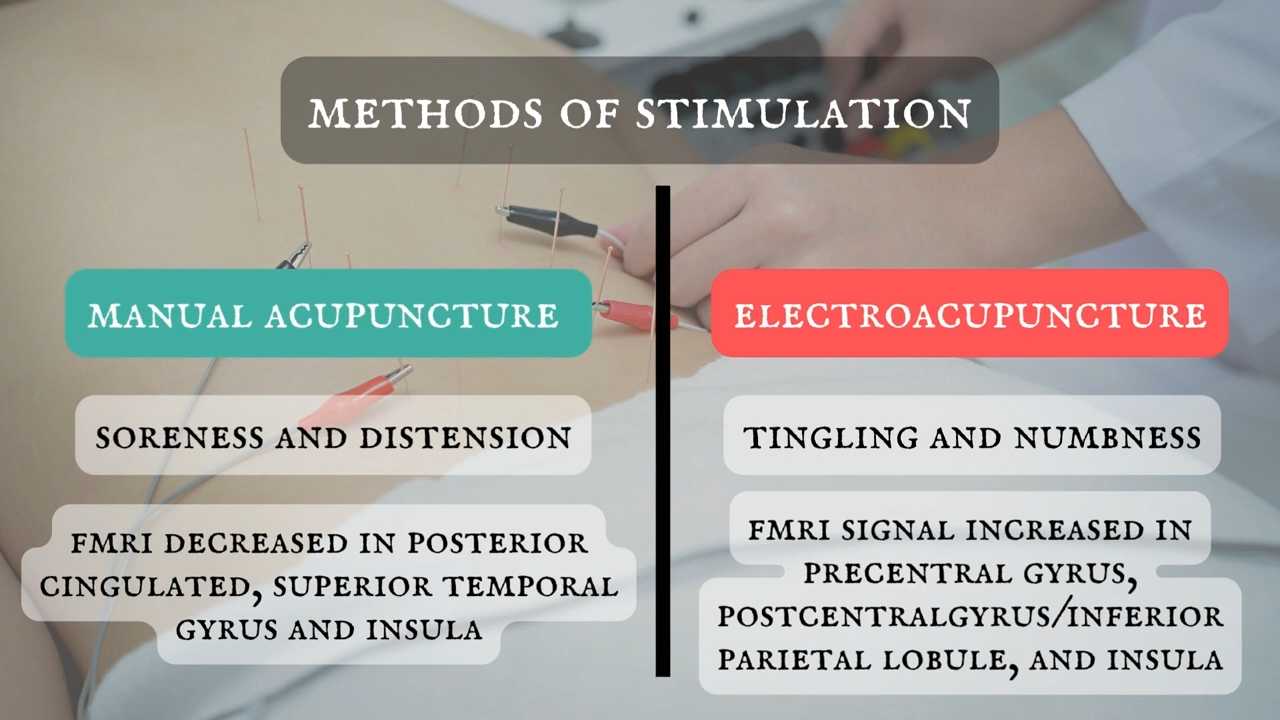 METHODS OF STIMULATION
MANUAL ACUPUNCTURE
SORENESS AND DISTENSION
FMRI DECREASED IN POSTERIOR
CINGULATED, SUPERIOR TEMPORAL
GYRUS AND INSULA
ELECTROACUPUNCTURE
TINGLING AND NUMBNESS
FMRI SIGNAL INCREASED IN
PRECENTRAL GYRUS,
POSTCENTRALGYRUS/INFERIOR
PARIETAL LOBULE, AND INSULA